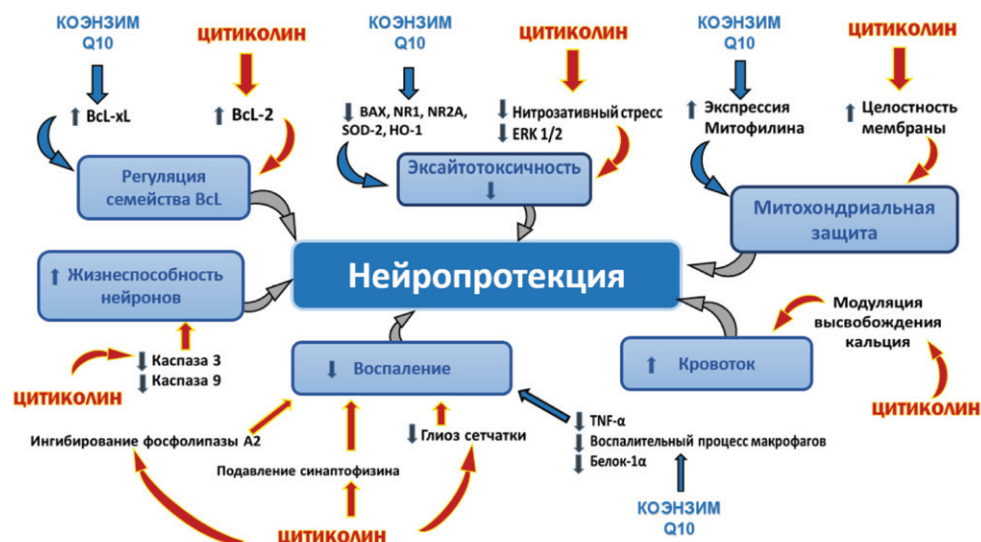 КОЭНЗИМ
Q10
ЦИТИКОЛИН
КОЭНЗИМ
Q10
ЦИТИКОЛИН
КОЭНЗИМ
Q10
ЦИТИКОЛИН
↑ BcL-xL
↑ BcL-2
↓ BAX, NR1, NR2A,
SOD-2, HO-1
↓ Нитрозативный стресс
↓ ERK 1/2
↑ Экспрессия
Митофилина
↑ Целостность
мембраны
Регуляция
семейства BcL
Эксайтотоксичность
↓
Митохондриальная
защита
Нейропротекция
↑ Жизнеспособность
нейронов
↓ Каспаза 3
↓ Каспаза 9
ЦИТИКОЛИН
↓ Воспаление
↑ Кровоток
Модуляция
высвобождения
кальция
ЦИТИКОЛИН
Ингибирование фосфолипазы А2
Подавление синаптофизина
↓ Глиоз сетчатки
ЦИТИКОЛИН
↓ TNF-α
↓ Воспалительный процесс макрофагов
↓ Белок-1α
КОЭНЗИМ
Q10